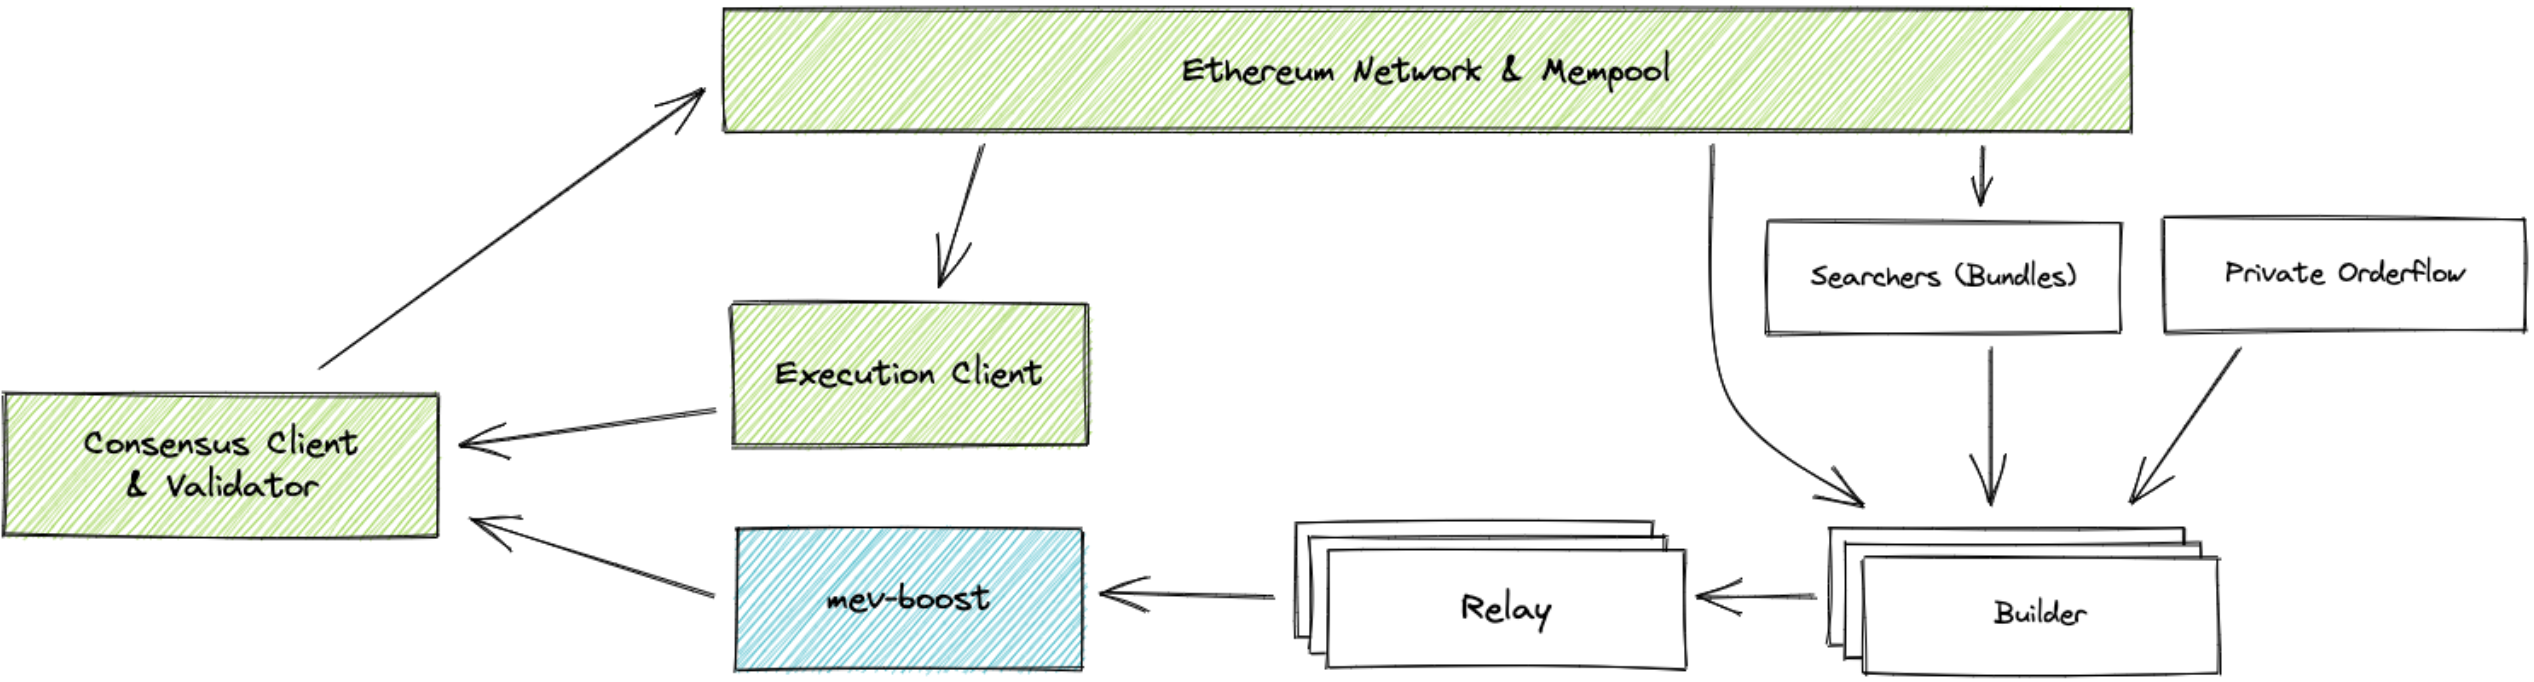 Ethereum Network & Mempool
Searchers (Bundles)
Private Orderflow
Execution Client
Consensus Client
& Validator
mev-boost
Relay
Builder